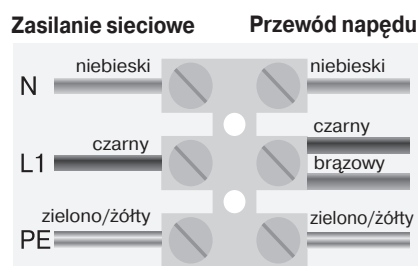 Zasilanie sieciowe Przewód napędu
N niebieski niebieski
czarny
L1 czarny
brązowy
zielono/żółty zielono/żółty
PE